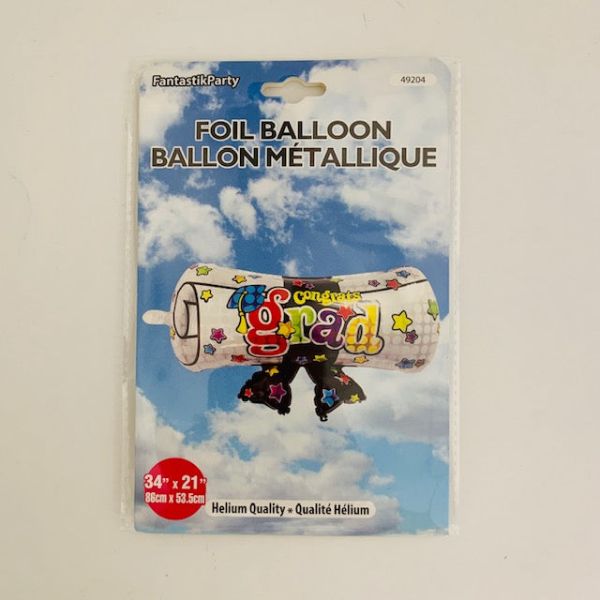 FantastikParty
49204
FOIL BALLOON
BALLON MÉTALLIQUE
Congrats
grad
34” x 21”
86cm x 53.5cm
Helium Quality * Qualité Hélium